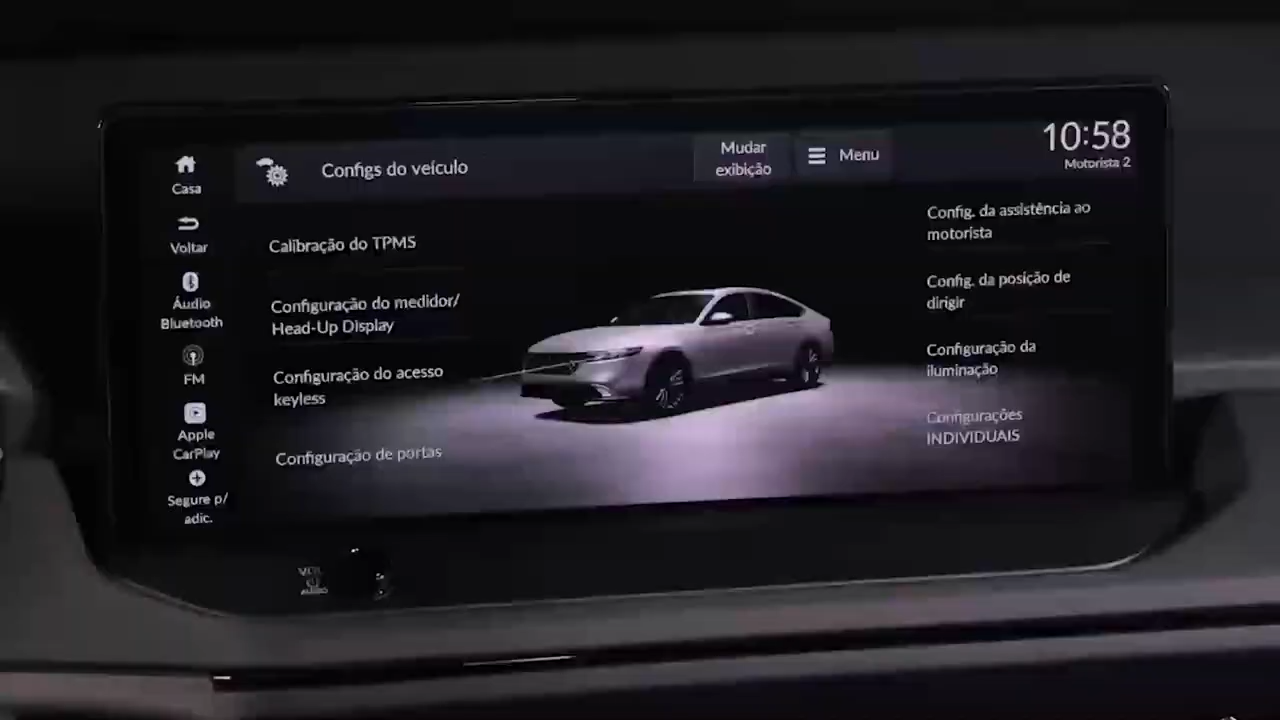 Casa
Voltar
Áudio
Bluetooth
FM
Apple
CarPlay
Segure p/
adic.
Configs do veículo
Mudar
exibição
Menu
10:58
Motorista 2
Calibração do TPMS
Configuração do medidor/
Head-Up Display
Configuração do acesso
keyless
Configuração de portas
Config. da assistência ao
motorista
Config. da posição de
dirigir
Configuração da
iluminação
Configurações
INDIVIDUAIS
VOL
AUDIO